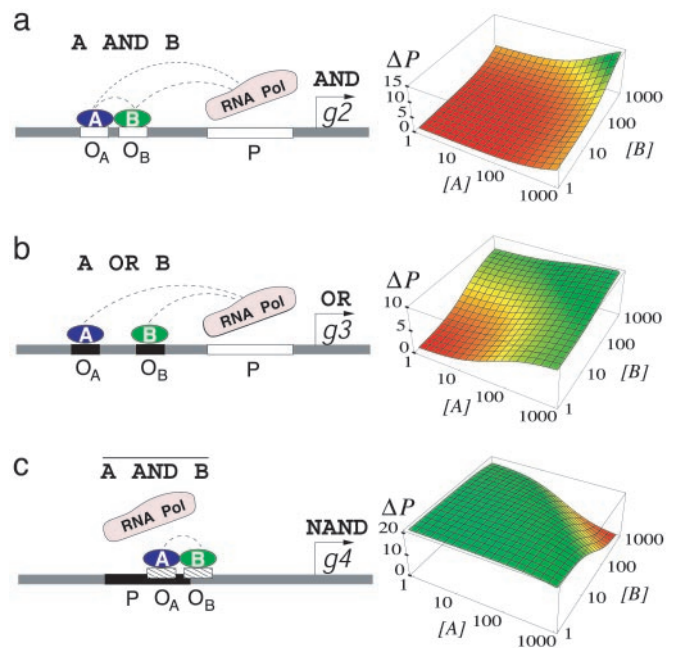 a
A AND B
A B
RNA Pol
AND
g2
O_A O_B P
ΔP
15
10
5
0
1 10 100 1000
[A]
1000
100
10
1
[B]
b
A OR B
A B
RNA Pol
OR
g3
O_A O_B P
ΔP
10
5
0
1 10 100 1000
[A]
1000
100
10
1
[B]
c
A AND B
RNA Pol
A B
NAND
g4
P O_A O_B
ΔP
20
10
0
1 10 100 1000
[A]
1000
100
10
1
[B]